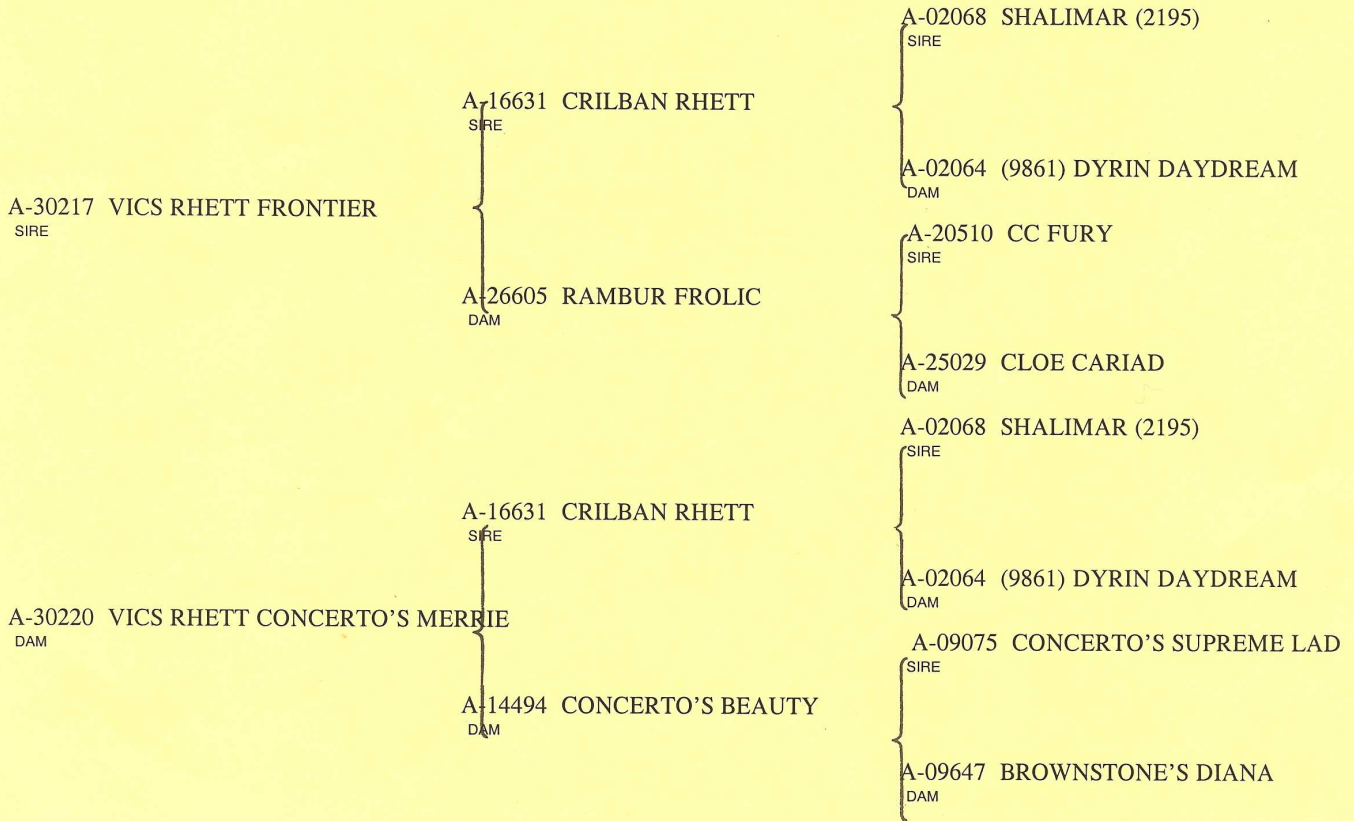 A-02068 SHALIMAR (2195)
SIRE
A-16631 CRILBAN RHETT
SIRE
A-02064 (9861) DYRIN DAYDREAM
DAM
A-30217 VICS RHETT FRONTIER
SIRE
A-20510 CC FURY
SIRE
A-26605 RAMBUR FROLIC
DAM
A-25029 CLOE CARIAD
DAM
A-02068 SHALIMAR (2195)
SIRE
A-16631 CRILBAN RHETT
SIRE
A-02064 (9861) DYRIN DAYDREAM
DAM
A-30220 VICS RHETT CONCERTO'S MERRIE
DAM
A-09075 CONCERTO'S SUPREME LAD
SIRE
A-14494 CONCERTO'S BEAUTY
DAM
A-09647 BROWNSTONE'S DIANA
DAM